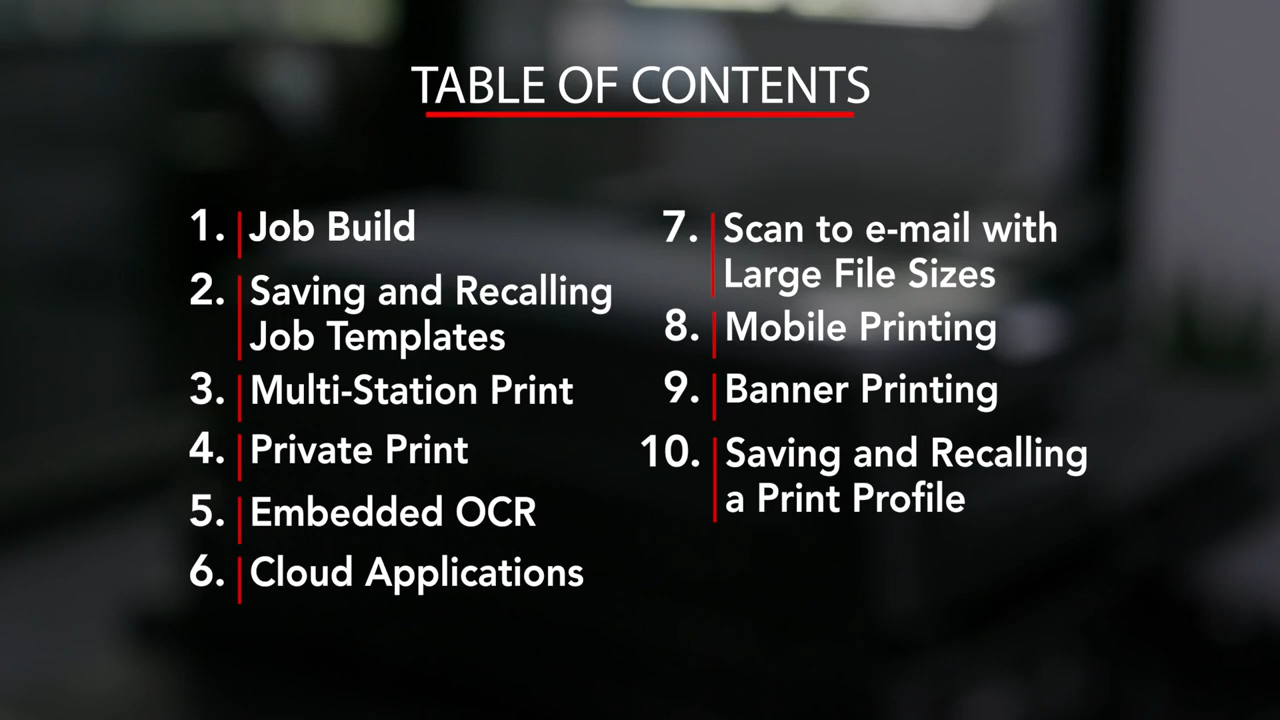 TABLE OF CONTENTS
1. Job Build
2. Saving and Recalling
Job Templates
3. Multi-Station Print
4. Private Print
5. Embedded OCR
6. Cloud Applications
7. Scan to e-mail with
Large File Sizes
8. Mobile Printing
9. Banner Printing
10. Saving and Recalling
a Print Profile